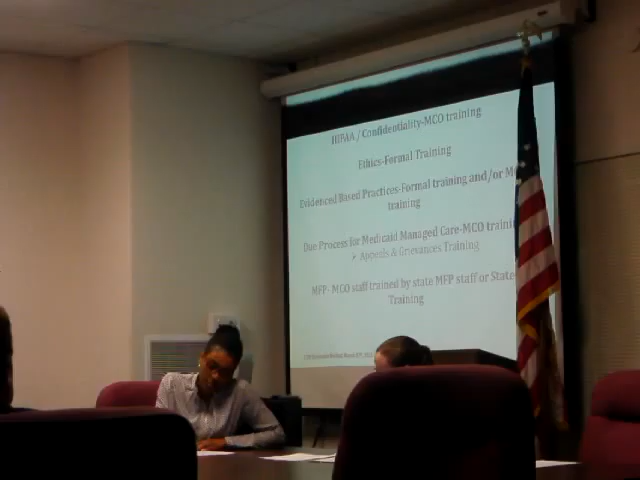 HIPAA / Confidentiality-MCO training
Ethics-Formal Training
Evidenced Based Practices-Formal training and/or
training
Due Process for Medicaid Managed Care-MCO
➢ Appeals & Grievances Training
MFP- MCO staff trained by state MFP staff or State
Training